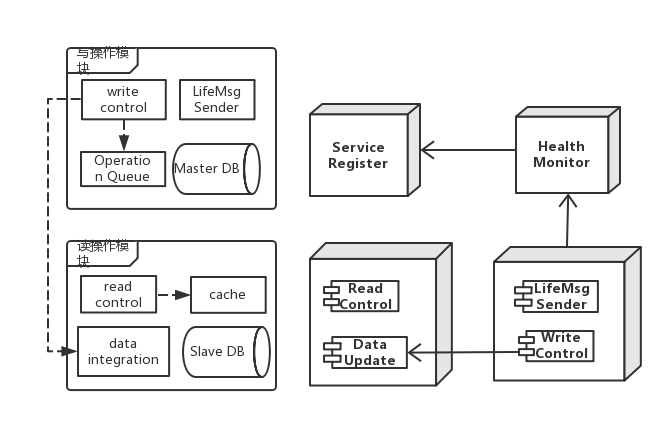 与操作模
块
write
control
LifeMsg
Sender
Operatio
n Queue
Master DB
读操作模
块
read
control
cache
data
integration
Slave DB
Service
Register
Health
Monitor
Read
Control
Data
Update
LifeMsg
Sender
Write
Control